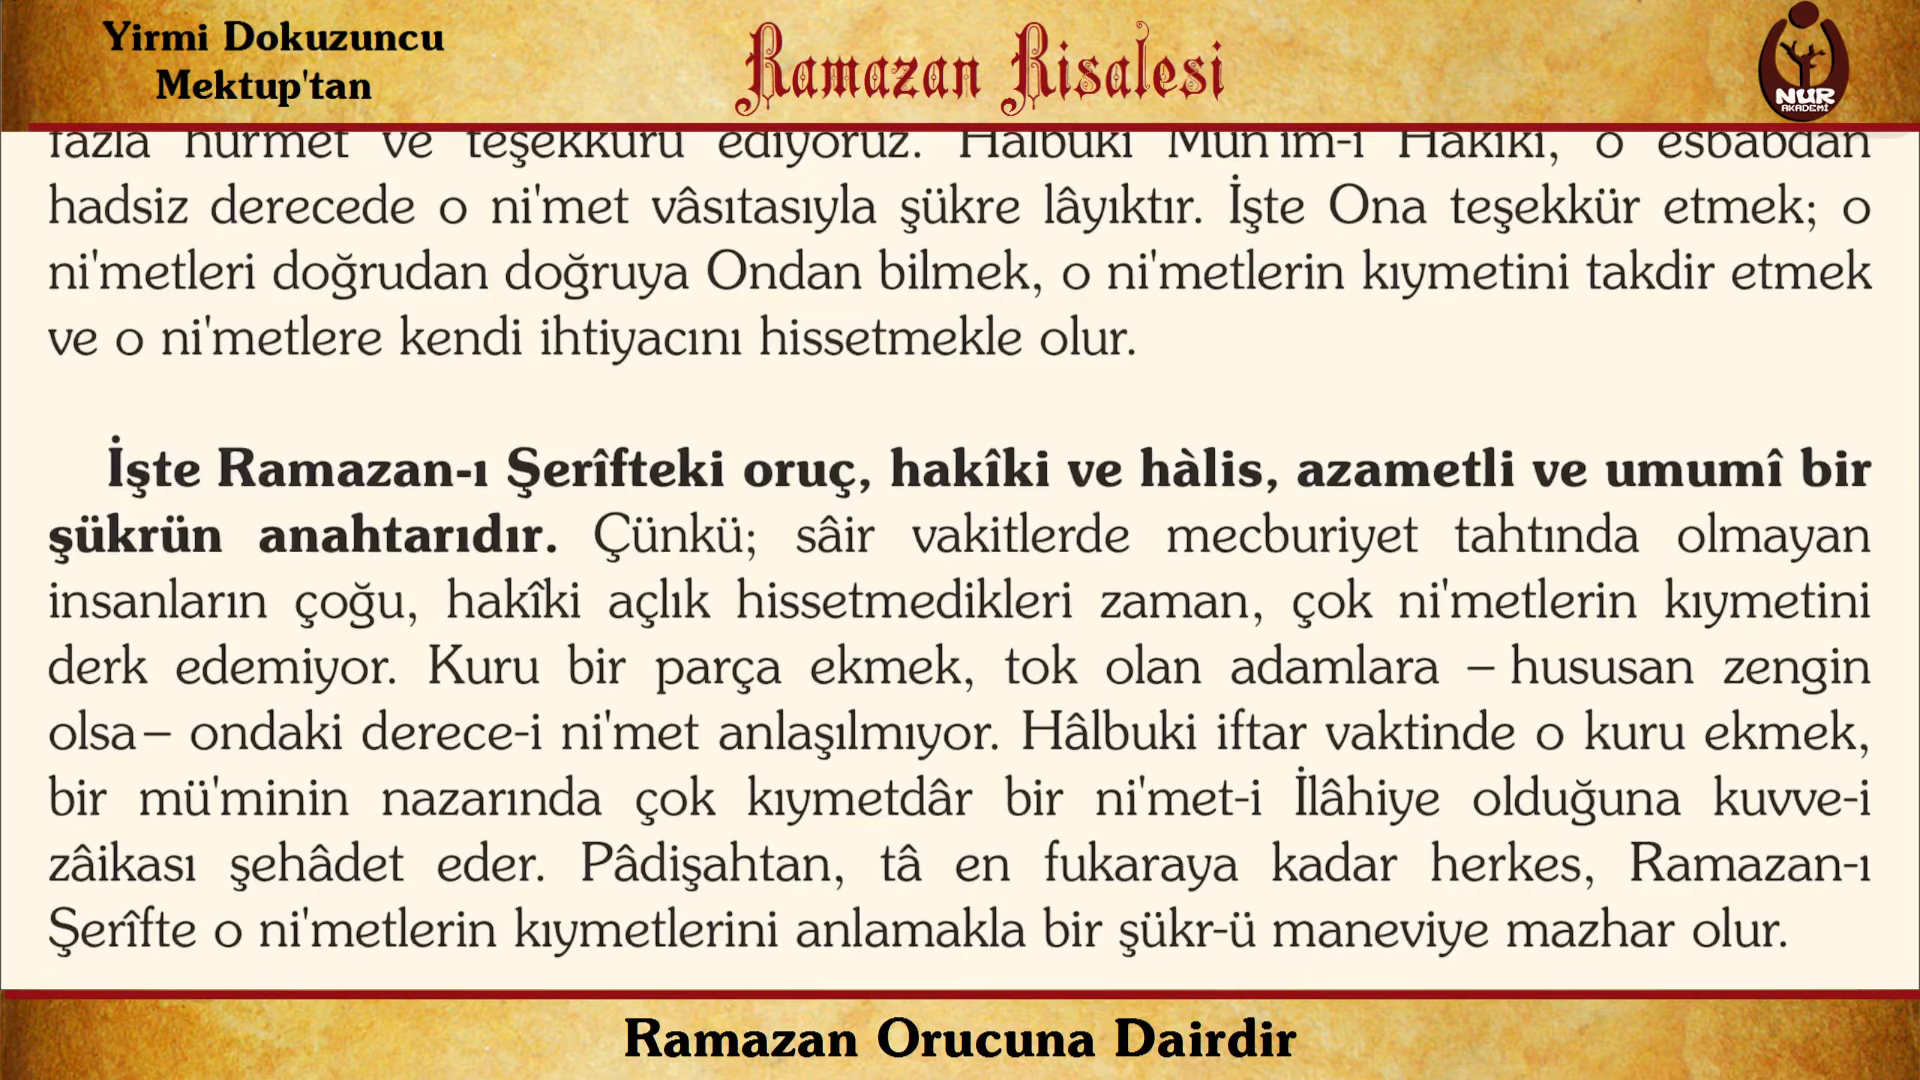 Yirmi Dokuzuncu
Mektup'tan
Ramazan Risalesi
NUR
AKADEMİ
fazla hürmet ve teşekkürü ediyoruz. Hâlbuki Mün'im-i Hakîkî, o esbabdan
hadsiz derecede o ni'met vâsıtasıyla şükre lâyıktır. İşte Ona teşekkür etmek; o
ni'metleri doğrudan doğruya Ondan bilmek, o ni'metlerin kıymetini takdir etmek
ve o ni'metlere kendi ihtiyacını hissetmekle olur.
İşte Ramazan-ı Şerîfteki oruç, hakîki ve hàlis, azametli ve umumî bir
şükrün anahtarıdır. Çünkü; sâir vakitlerde mecburiyet tahtında olmayan
insanların çoğu, hakîki açlık hissetmedikleri zaman, çok ni'metlerin kıymetini
derk edemiyor. Kuru bir parça ekmek, tok olan adamlara – hususan zengin
olsa – ondaki derece-i ni'met anlaşılmıyor. Hâlbuki iftar vaktinde o kuru ekmek,
bir mü'minin nazarında çok kıymetdâr bir ni'met-i İlâhiye olduğuna kuvve-i
zâikası şehâdet eder. Pâdişahtan, tâ en fukaraya kadar herkes, Ramazan-ı
Şerîfte o ni'metlerin kıymetlerini anlamakla bir şükr-ü maneviye mazhar olur.
Ramazan Orucuna Dairdir